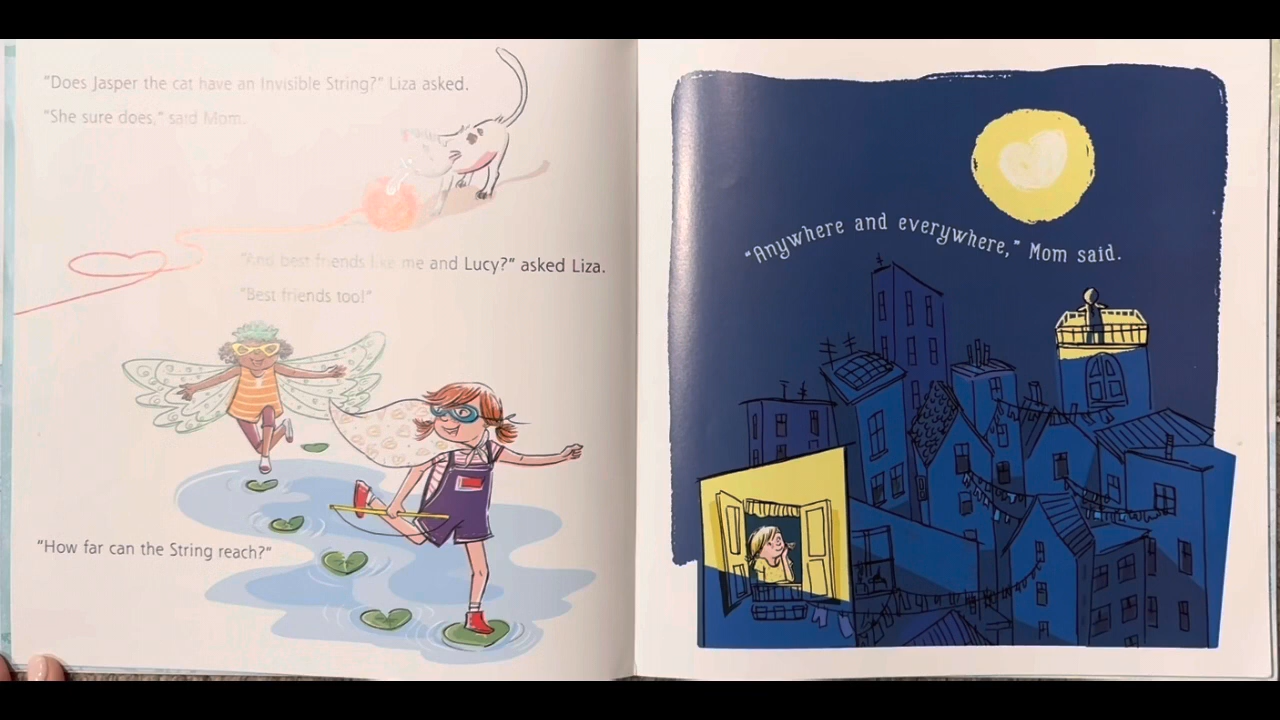 "Does Jasper the cat have an Invisible String?" Liza asked.
"She sure does," said Mom.
"And best friends like me and Lucy?" asked Liza.
"Best friends too!"
"How far can the String reach?"
"Anywhere and everywhere," Mom said.